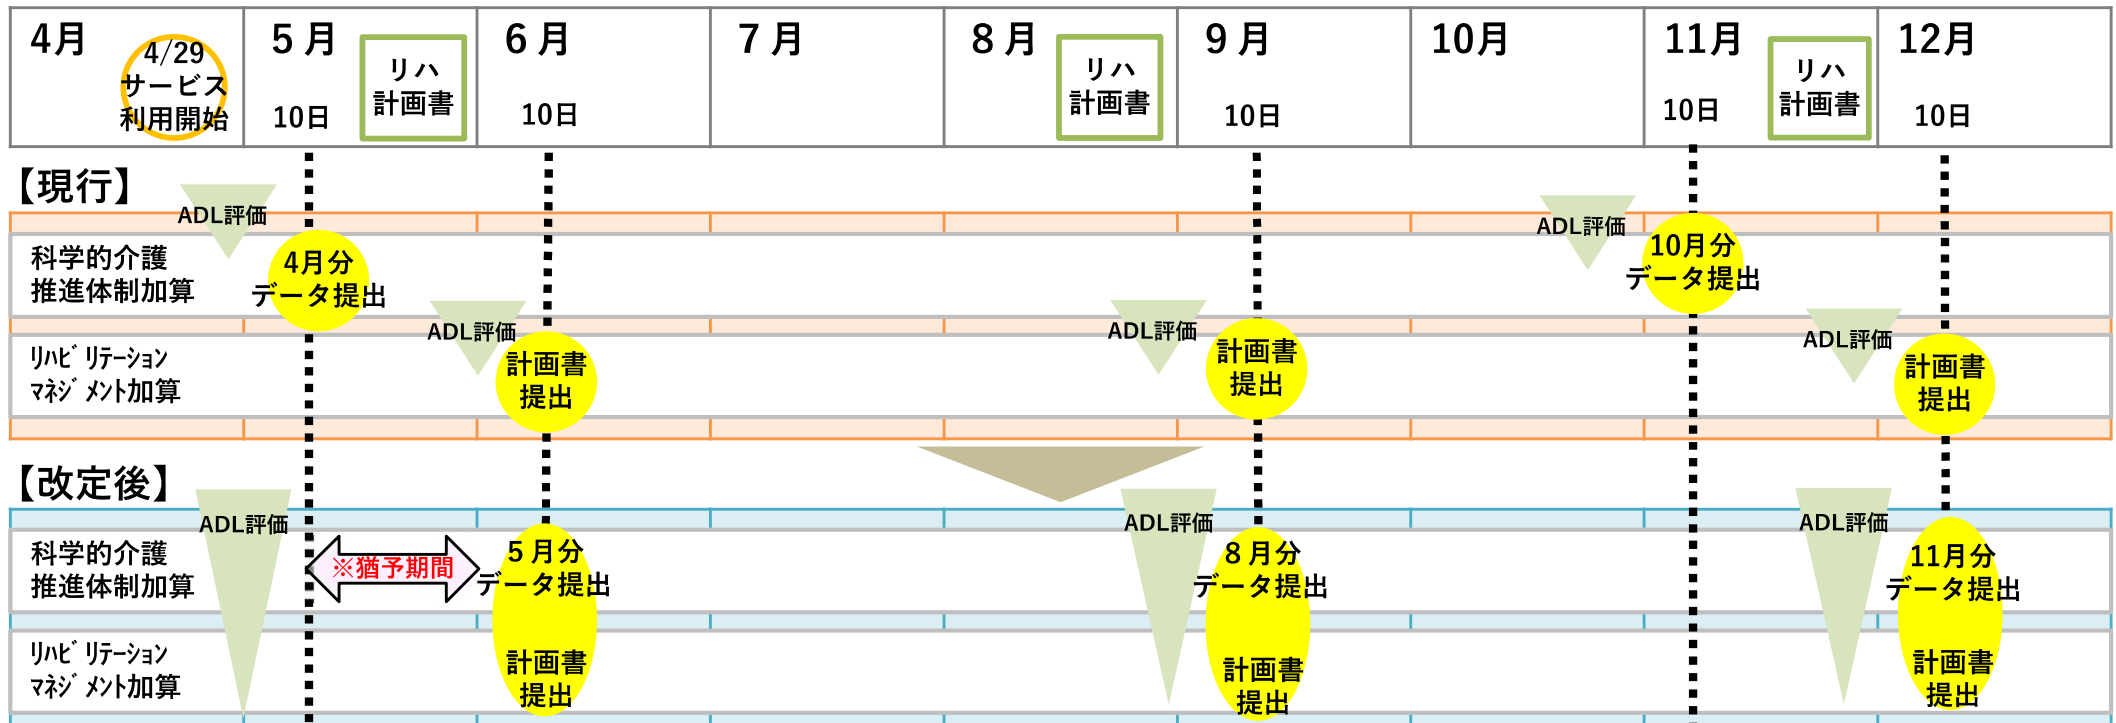 4月
4/29
サービス
利用開始
5月
10日
リハ
計画書
6月
10日
7月
8月
リハ
計画書
9月
10日
10月
11月
10日
リハ
計画書
12月
10日
【現行】
ADL評価
ADL評価
科学的介護
推進体制加算
4月分
データ提出
10月分
データ提出
ADL評価
ADL評価
ADL評価
ﾘﾊﾋﾞﾘﾃｰｼｮﾝ
ﾏﾈｼﾞﾒﾝﾄ加算
計画書
提出
計画書
提出
計画書
提出
【改定後】
ADL評価
ADL評価
ADL評価
科学的介護
推進体制加算
※猶予期間
5月分
データ提出
8月分
データ提出
11月分
データ提出
ﾘﾊﾋﾞﾘﾃｰｼｮﾝ
ﾏﾈｼﾞﾒﾝﾄ加算
計画書
提出
計画書
提出
計画書
提出